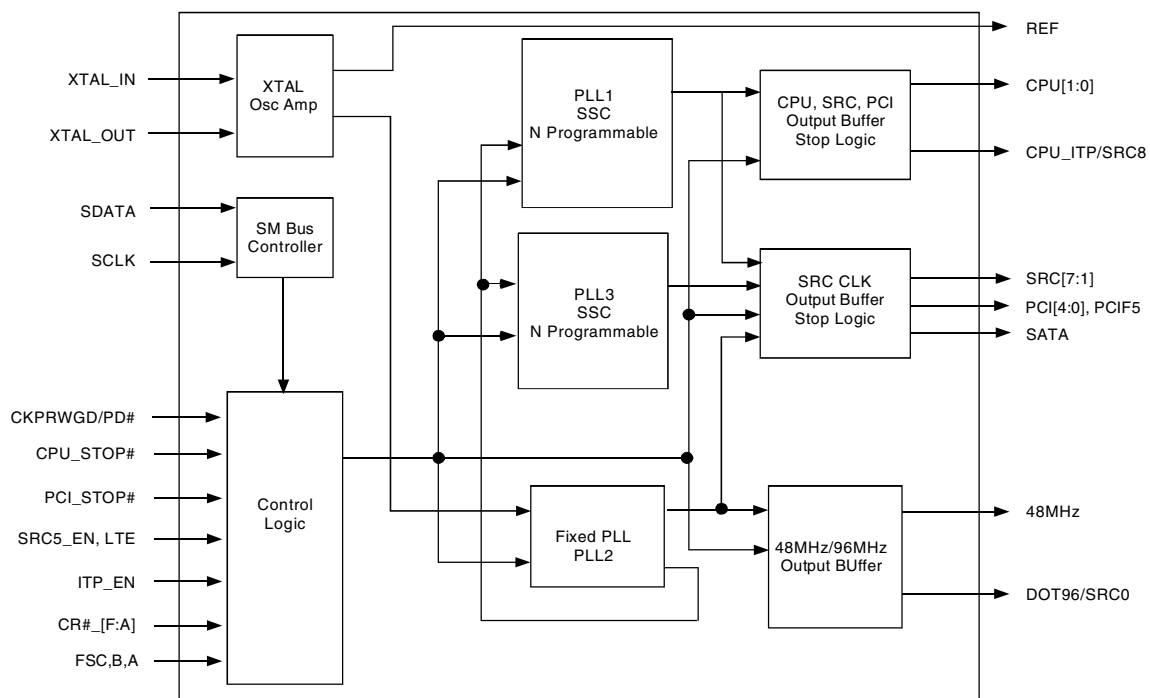 REF
XTAL_IN
XTAL_OUT
XTAL
Osc Amp
PLL1
SSC
N Programmable
CPU, SRC, PCI
Output Buffer
Stop Logic
CPU[1:0]
CPU_ITP/SRC8
SDATA
SCLK
SM Bus
Controller
PLL3
SSC
N Programmable
SRC CLK
Output Buffer
Stop Logic
SRC[7:1]
PCI[4:0], PCIF5
SATA
CKPRWGD/PD#
CPU_STOP#
PCI_STOP#
SRC5_EN, LTE
ITP_EN
CR#_[F:A]
FSC,B,A
Control
Logic
Fixed PLL
PLL2
48MHz/96MHz
Output BUffer
48MHz
DOT96/SRC0